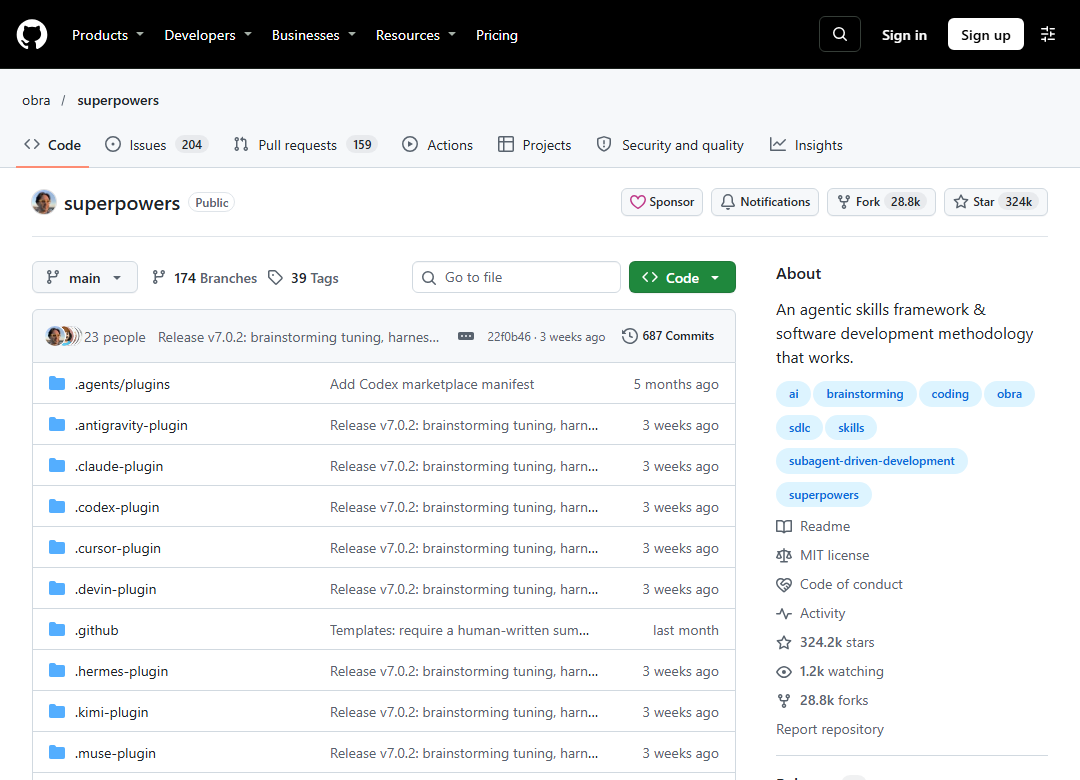 Products Developers Businesses Resources Pricing Sign in Sign up
obra / superpowers
Code Issues 204 Pull requests 159 Actions Projects Security and quality Insights
superpowers Public Sponsor Notifications Fork 28.8k Star 324k
main 174 Branches 39 Tags Go to file Code
23 people Release v7.0.2: brainstorming tuning, harnes... 22f0b46 · 3 weeks ago 687 Commits
.agents/plugins Add Codex marketplace manifest 5 months ago
.antigravity-plugin Release v7.0.2: brainstorming tuning, harn... 3 weeks ago
.claude-plugin Release v7.0.2: brainstorming tuning, harn... 3 weeks ago
.codex-plugin Release v7.0.2: brainstorming tuning, harn... 3 weeks ago
.cursor-plugin Release v7.0.2: brainstorming tuning, harn... 3 weeks ago
.devin-plugin Release v7.0.2: brainstorming tuning, harn... 3 weeks ago
.github Templates: require a human-written sum... last month
.hermes-plugin Release v7.0.2: brainstorming tuning, harn... 3 weeks ago
.kimi-plugin Release v7.0.2: brainstorming tuning, harn... 3 weeks ago
.muse-plugin Release v7.0.2: brainstorming tuning, harn... 3 weeks ago
About
An agentic skills framework &
software development methodology
that works.
ai brainstorming coding obra
sdlc skills
subagent-driven-development
superpowers
Readme
MIT license
Code of conduct
Activity
324.2k stars
1.2k watching
28.8k forks
Report repository